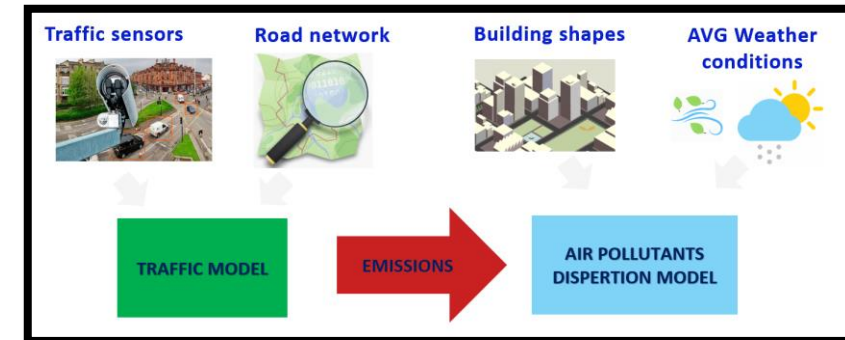 Traffic sensors
Road network
Building shapes
AVG Weather
conditions
TRAFFIC MODEL
EMISSIONS
AIR POLLUTANTS
DISPERTION MODEL